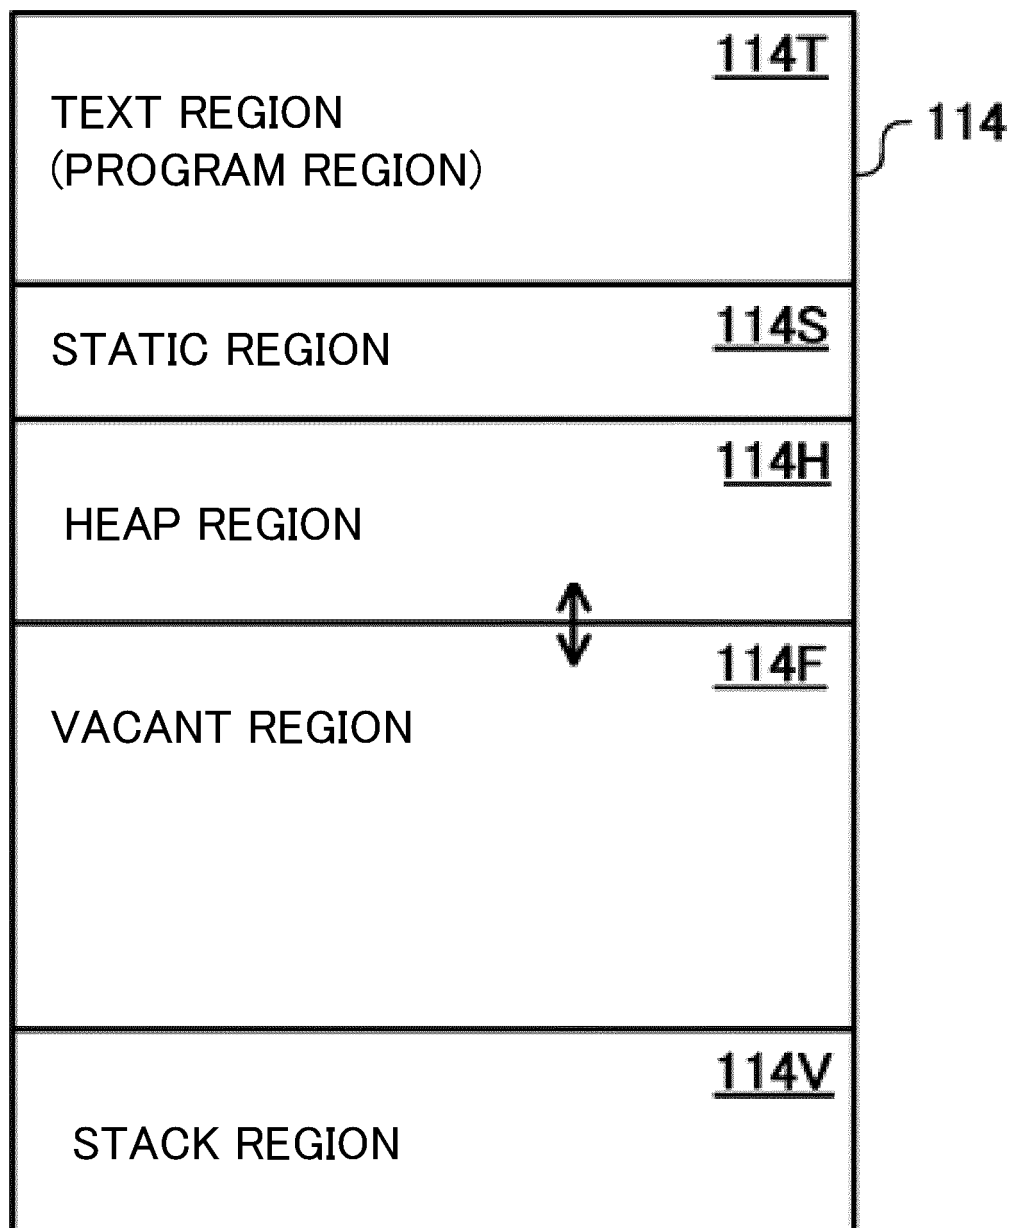 114T
TEXT REGION
(PROGRAM REGION)
114
114S
STATIC REGION
114H
HEAP REGION
114F
VACANT REGION
114V
STACK REGION